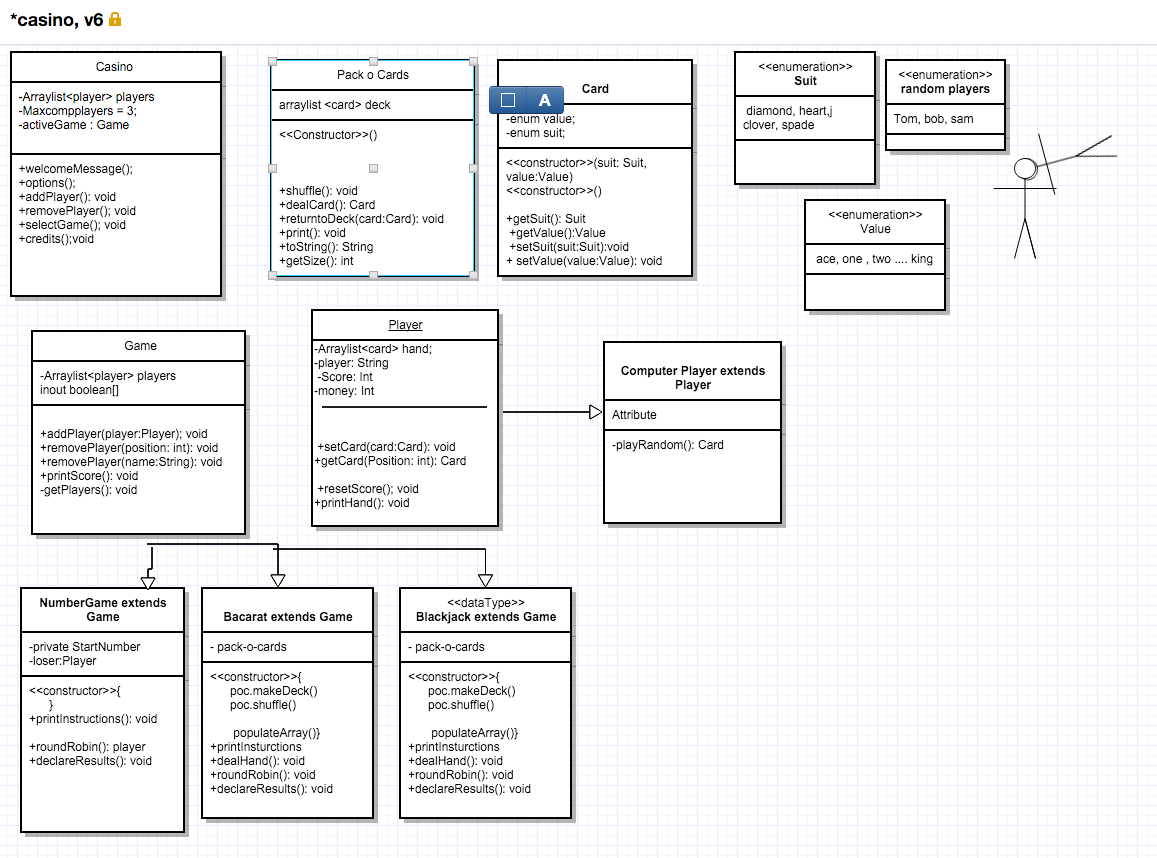 *casino, v6
Casino
-Arraylist<player> players
-Maxcompplayers = 3;
-activeGame : Game
+welcomeMessage();
+options();
+addPlayer(): void
+removePlayer(); void
+selectGame(); void
+credits();void
Pack o Cards
arraylist <card> deck
<<Constructor>>()
+shuffle(): void
+dealCard(): Card
+returntoDeck(card:Card): void
+print(): void
+toString(): String
+getSize(): int
A
Card
-enum value;
-enum suit;
<<constructor>>(suit: Suit,
value:Value)
<<constructor>>()
+getSuit(): Suit
+getValue():Value
+setSuit(suit:Suit):void
+ setValue(value:Value): void
<<enumeration>>
Suit
diamond, heart,j
clover, spade
<<enumeration>>
random players
Tom, bob, sam
<<enumeration>>
Value
ace, one , two .... king
Game
-Arraylist<player> players
inout boolean[]
+addPlayer(player:Player); void
+removePlayer(position: int): void
+removePlayer(name:String): void
+printScore(): void
-getPlayers(): void
Player
-Arraylist<card> hand;
-player: String
-Score: Int
-money: Int
+setCard(card:Card): void
+getCard(Position: int): Card
+resetScore(); void
+printHand(): void
Computer Player extends
Player
Attribute
-playRandom(): Card
NumberGame extends
Game
-private StartNumber
-loser:Player
<<constructor>>{
}
+printInstructions(): void
+roundRobin(): player
+declareResults(): void
Bacarat extends Game
- pack-o-cards
<<constructor>>{
poc.makeDeck()
poc.shuffle()
populateArray()}
+printInsturctions
+dealHand(): void
+roundRobin(): void
+declareResults(): void
<<dataType>>
Blackjack extends Game
- pack-o-cards
<<constructor>>{
poc.makeDeck()
poc.shuffle()
populateArray()}
+printInsturctions
+dealHand(): void
+roundRobin(): void
+declareResults(): void